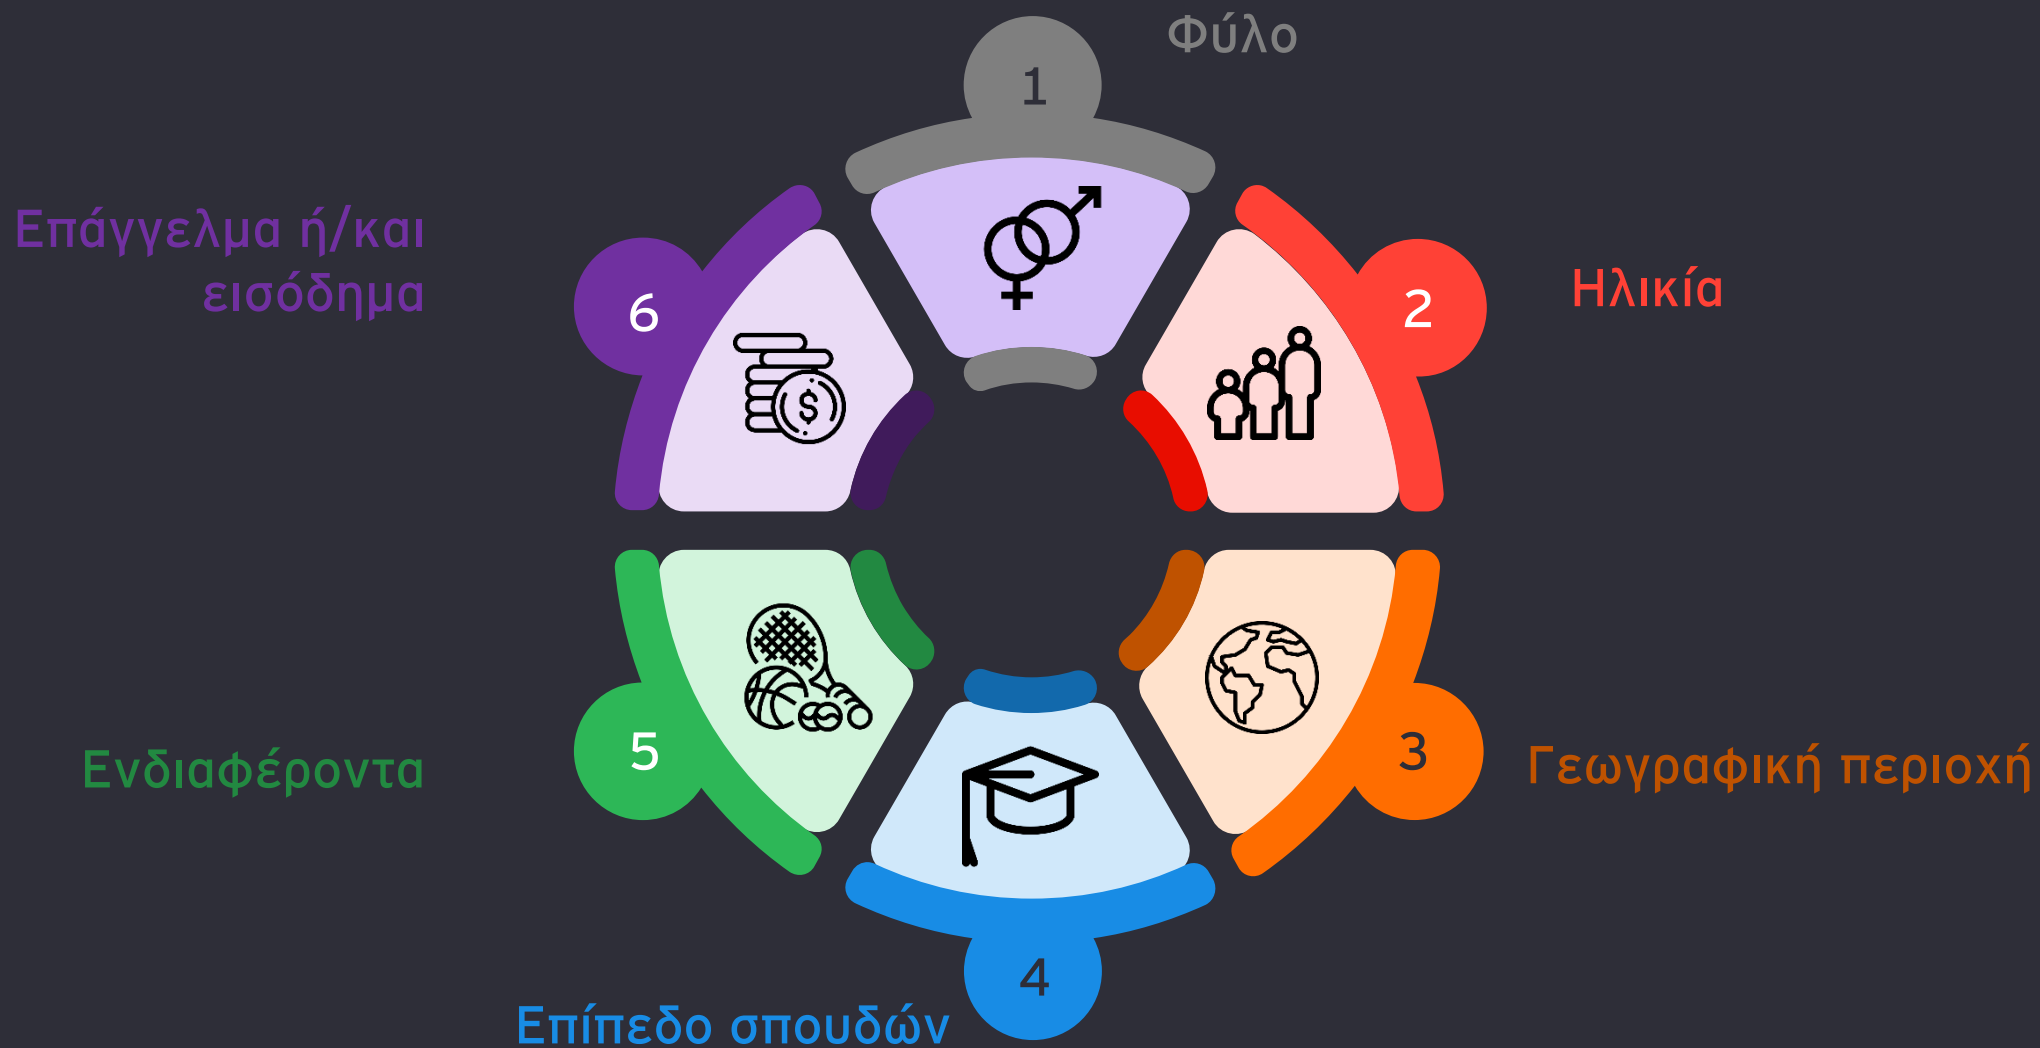 1
Φύλο
2
Ηλικία
3
Γεωγραφική περιοχή
4
Επίπεδο σπουδών
5
Ενδιαφέροντα
6
Επάγγελμα ή/και
εισόδημα
$